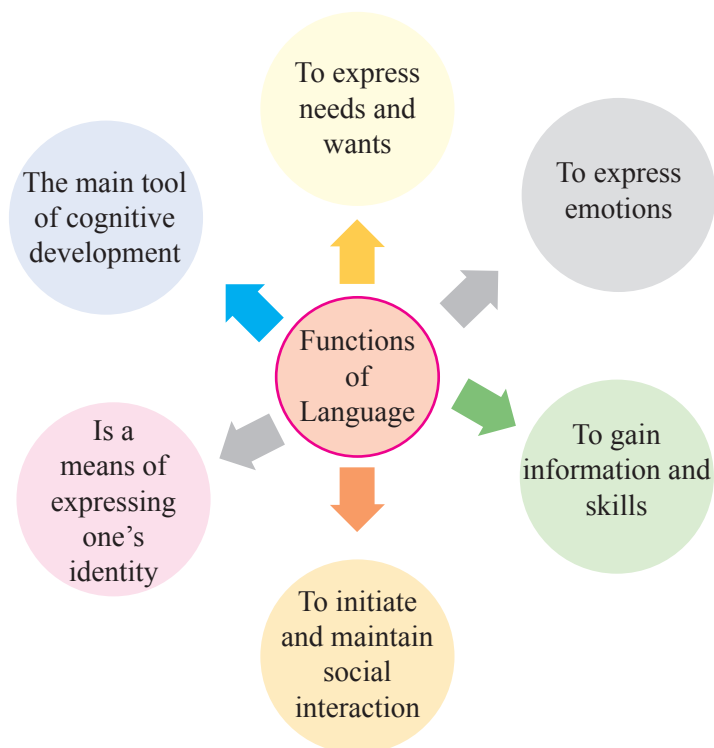 To express
needs and
wants
To express
emotions
To gain
information and
skills
To initiate
and maintain
social
interaction
Is a
means of
expressing
one’s
identity
The main tool
of cognitive
development
Functions
of
Language